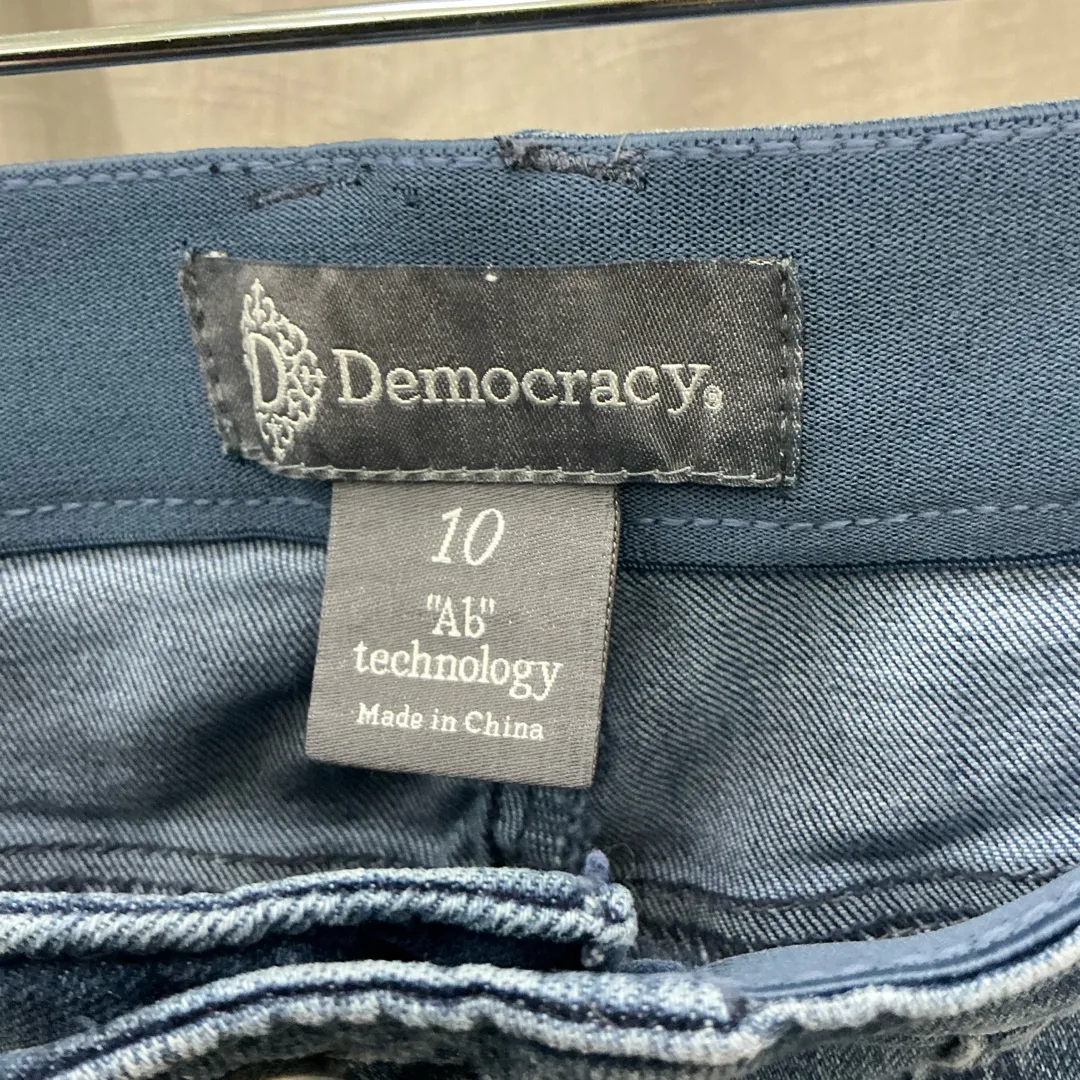 D Democracy®
10
"Ab"
technology
Made in China